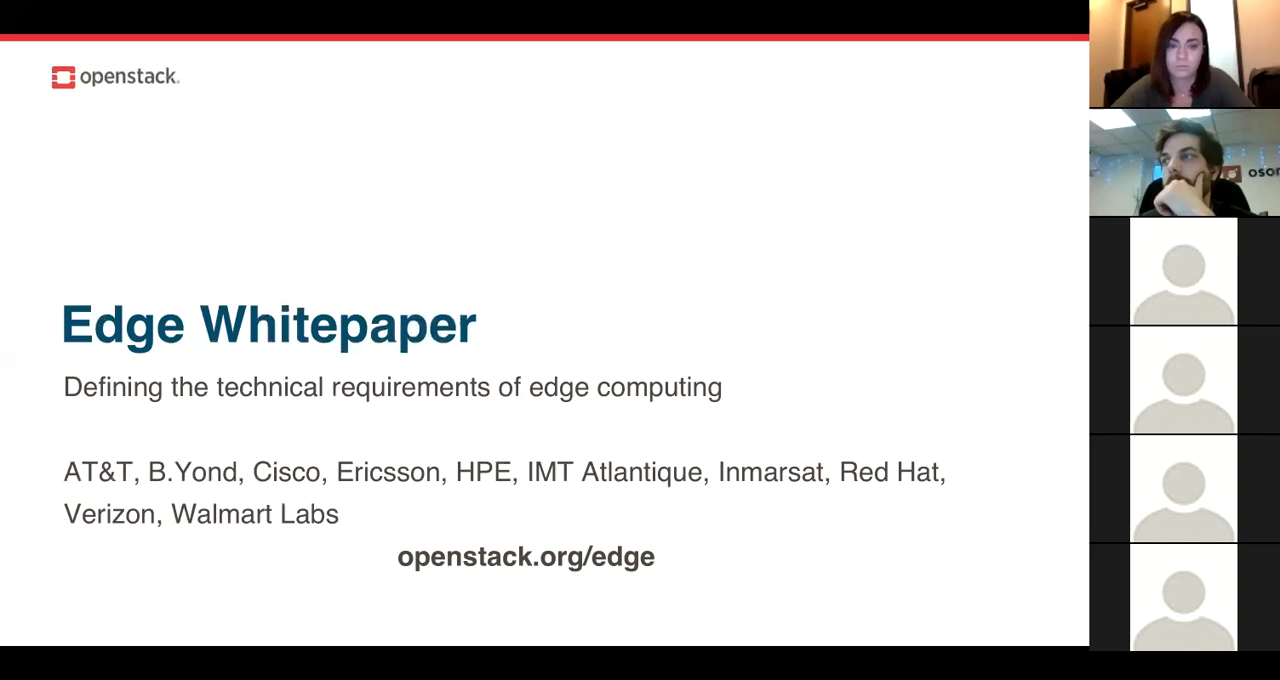 openstack.
Edge Whitepaper
Defining the technical requirements of edge computing
AT&T, B.Yond, Cisco, Ericsson, HPE, IMT Atlantique, Inmarsat, Red Hat,
Verizon, Walmart Labs
openstack.org/edge